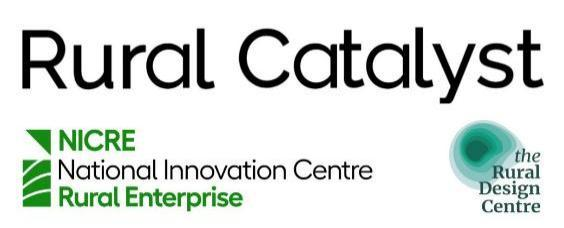 Rural Catalyst
NICRE
National Innovation Centre
Rural Enterprise
the
Rural
Design
Centre